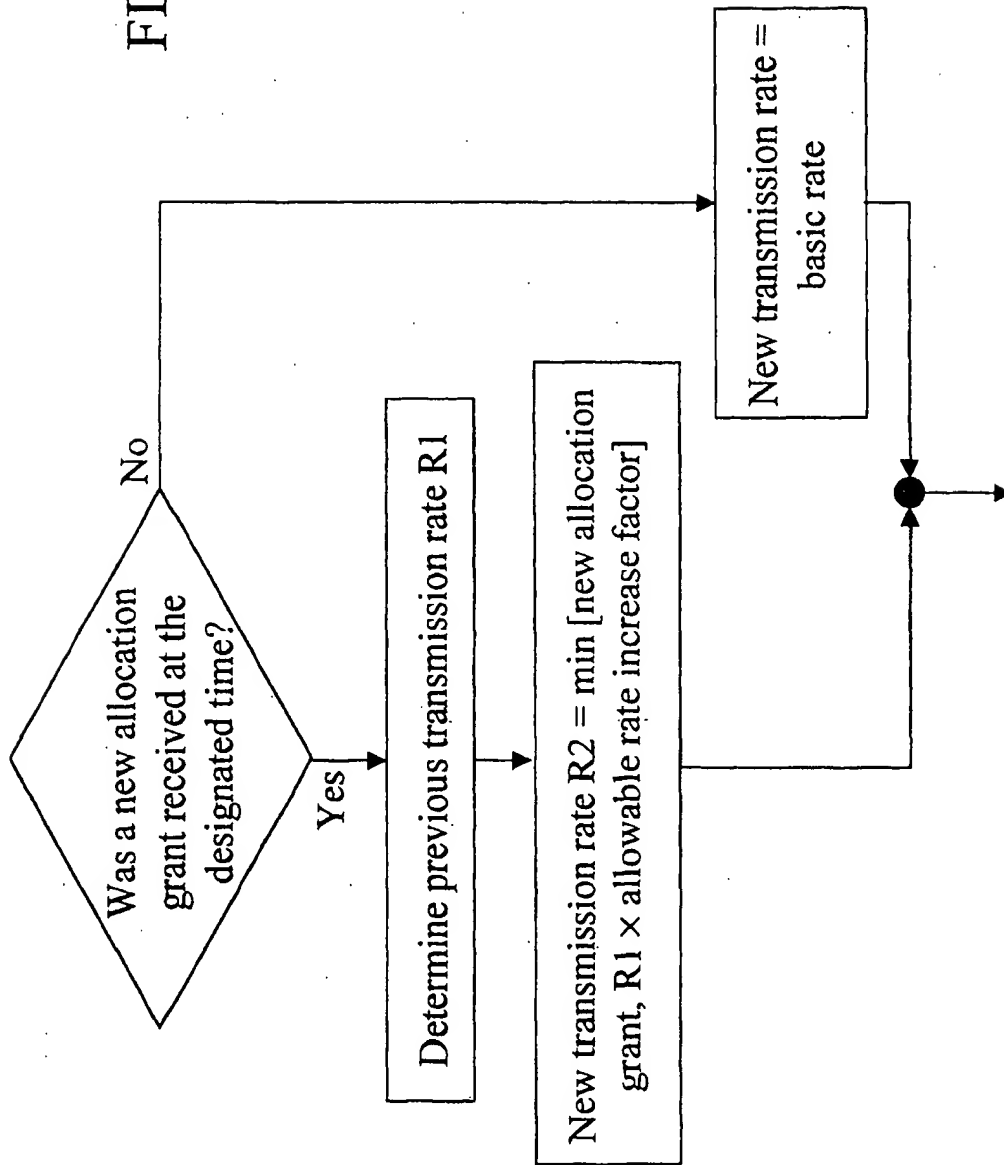 FI
Was a new allocation
grant received at the
designated time?
No
Yes
Determine previous transmission rate R1
New transmission rate R2 = min [new allocation
grant, R1 × allowable rate increase factor]
New transmission rate =
basic rate